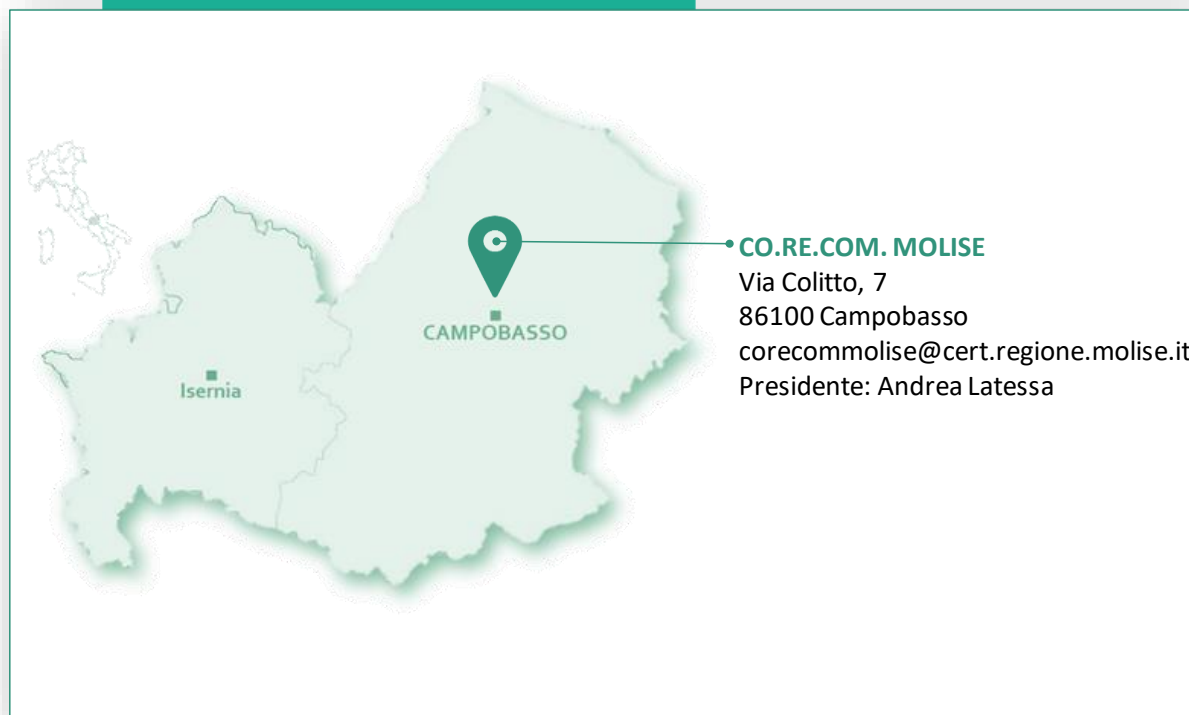 CAMPOBASSO
Isernia
CO.RE.COM. MOLISE
Via Colitto, 7
86100 Campobasso
corecommolise@cert.regione.molise.it
Presidente: Andrea Latessa